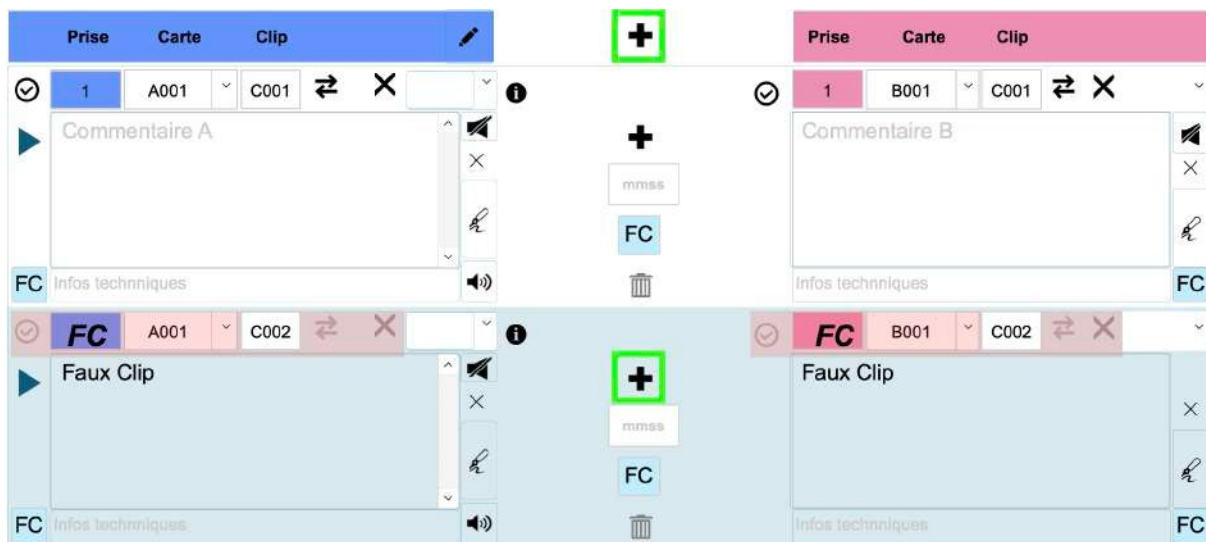 Prise Carte Clip Prise Carte Clip
1 A001 C001 1 B001 C001
Commentaire A Commentaire B
mmss
FC
FC Infos technniques Infos technniques FC
FC A001 C002 FC B001 C002
Faux Clip Faux Clip
mmss
FC
FC Infos technniques Infos technniques FC